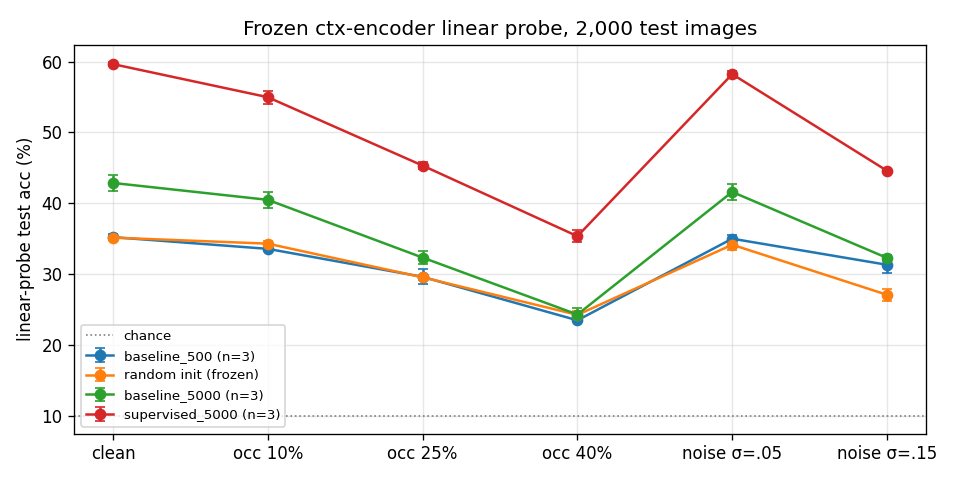 Frozen ctx-encoder linear probe, 2,000 test images
linear-probe test acc (%)
60
50
40
30
20
10
chance
baseline_500 (n=3)
random init (frozen)
baseline_5000 (n=3)
supervised_5000 (n=3)
clean
occ 10%
occ 25%
occ 40%
noise σ=.05
noise σ=.15